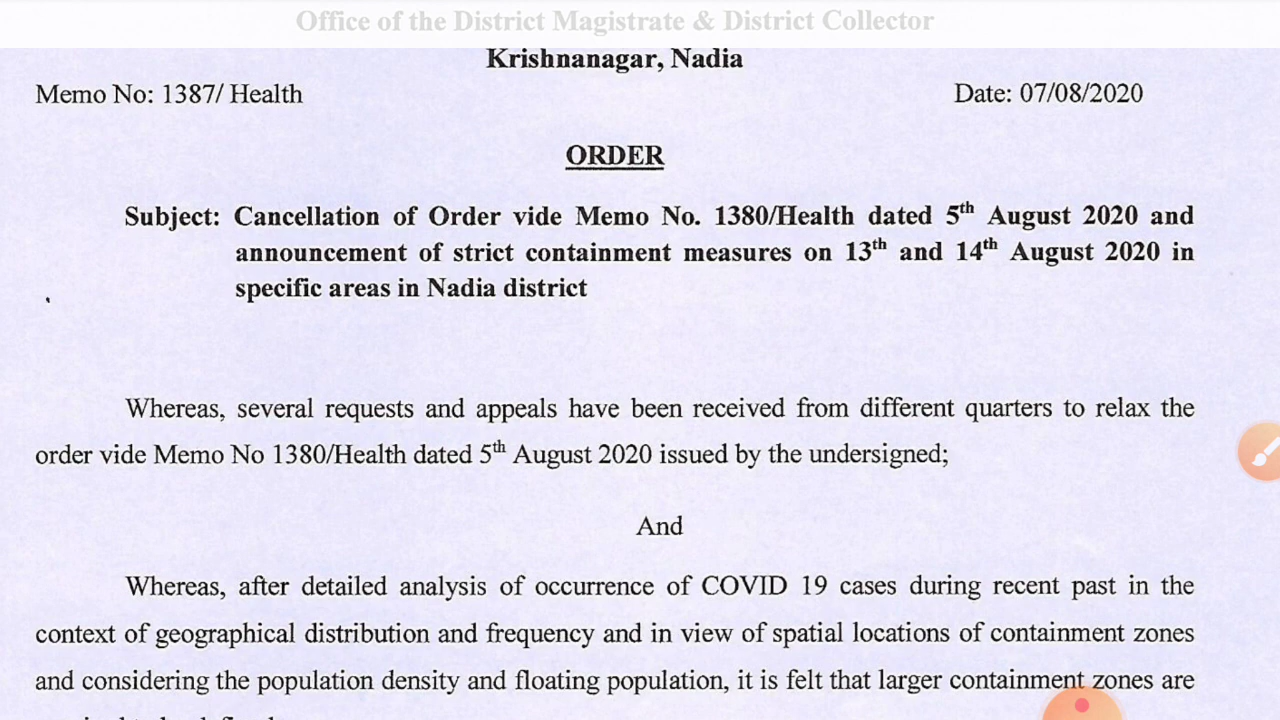 Office of the District Magistrate & District Collector
Krishnanagar, Nadia
Memo No: 1387/ Health Date: 07/08/2020
ORDER
Subject: Cancellation of Order vide Memo No. 1380/Health dated 5th August 2020 and
announcement of strict containment measures on 13th and 14th August 2020 in
specific areas in Nadia district
Whereas, several requests and appeals have been received from different quarters to relax the
order vide Memo No 1380/Health dated 5th August 2020 issued by the undersigned;
And
Whereas, after detailed analysis of occurrence of COVID 19 cases during recent past in the
context of geographical distribution and frequency and in view of spatial locations of containment zones
and considering the population density and floating population, it is felt that larger containment zones are